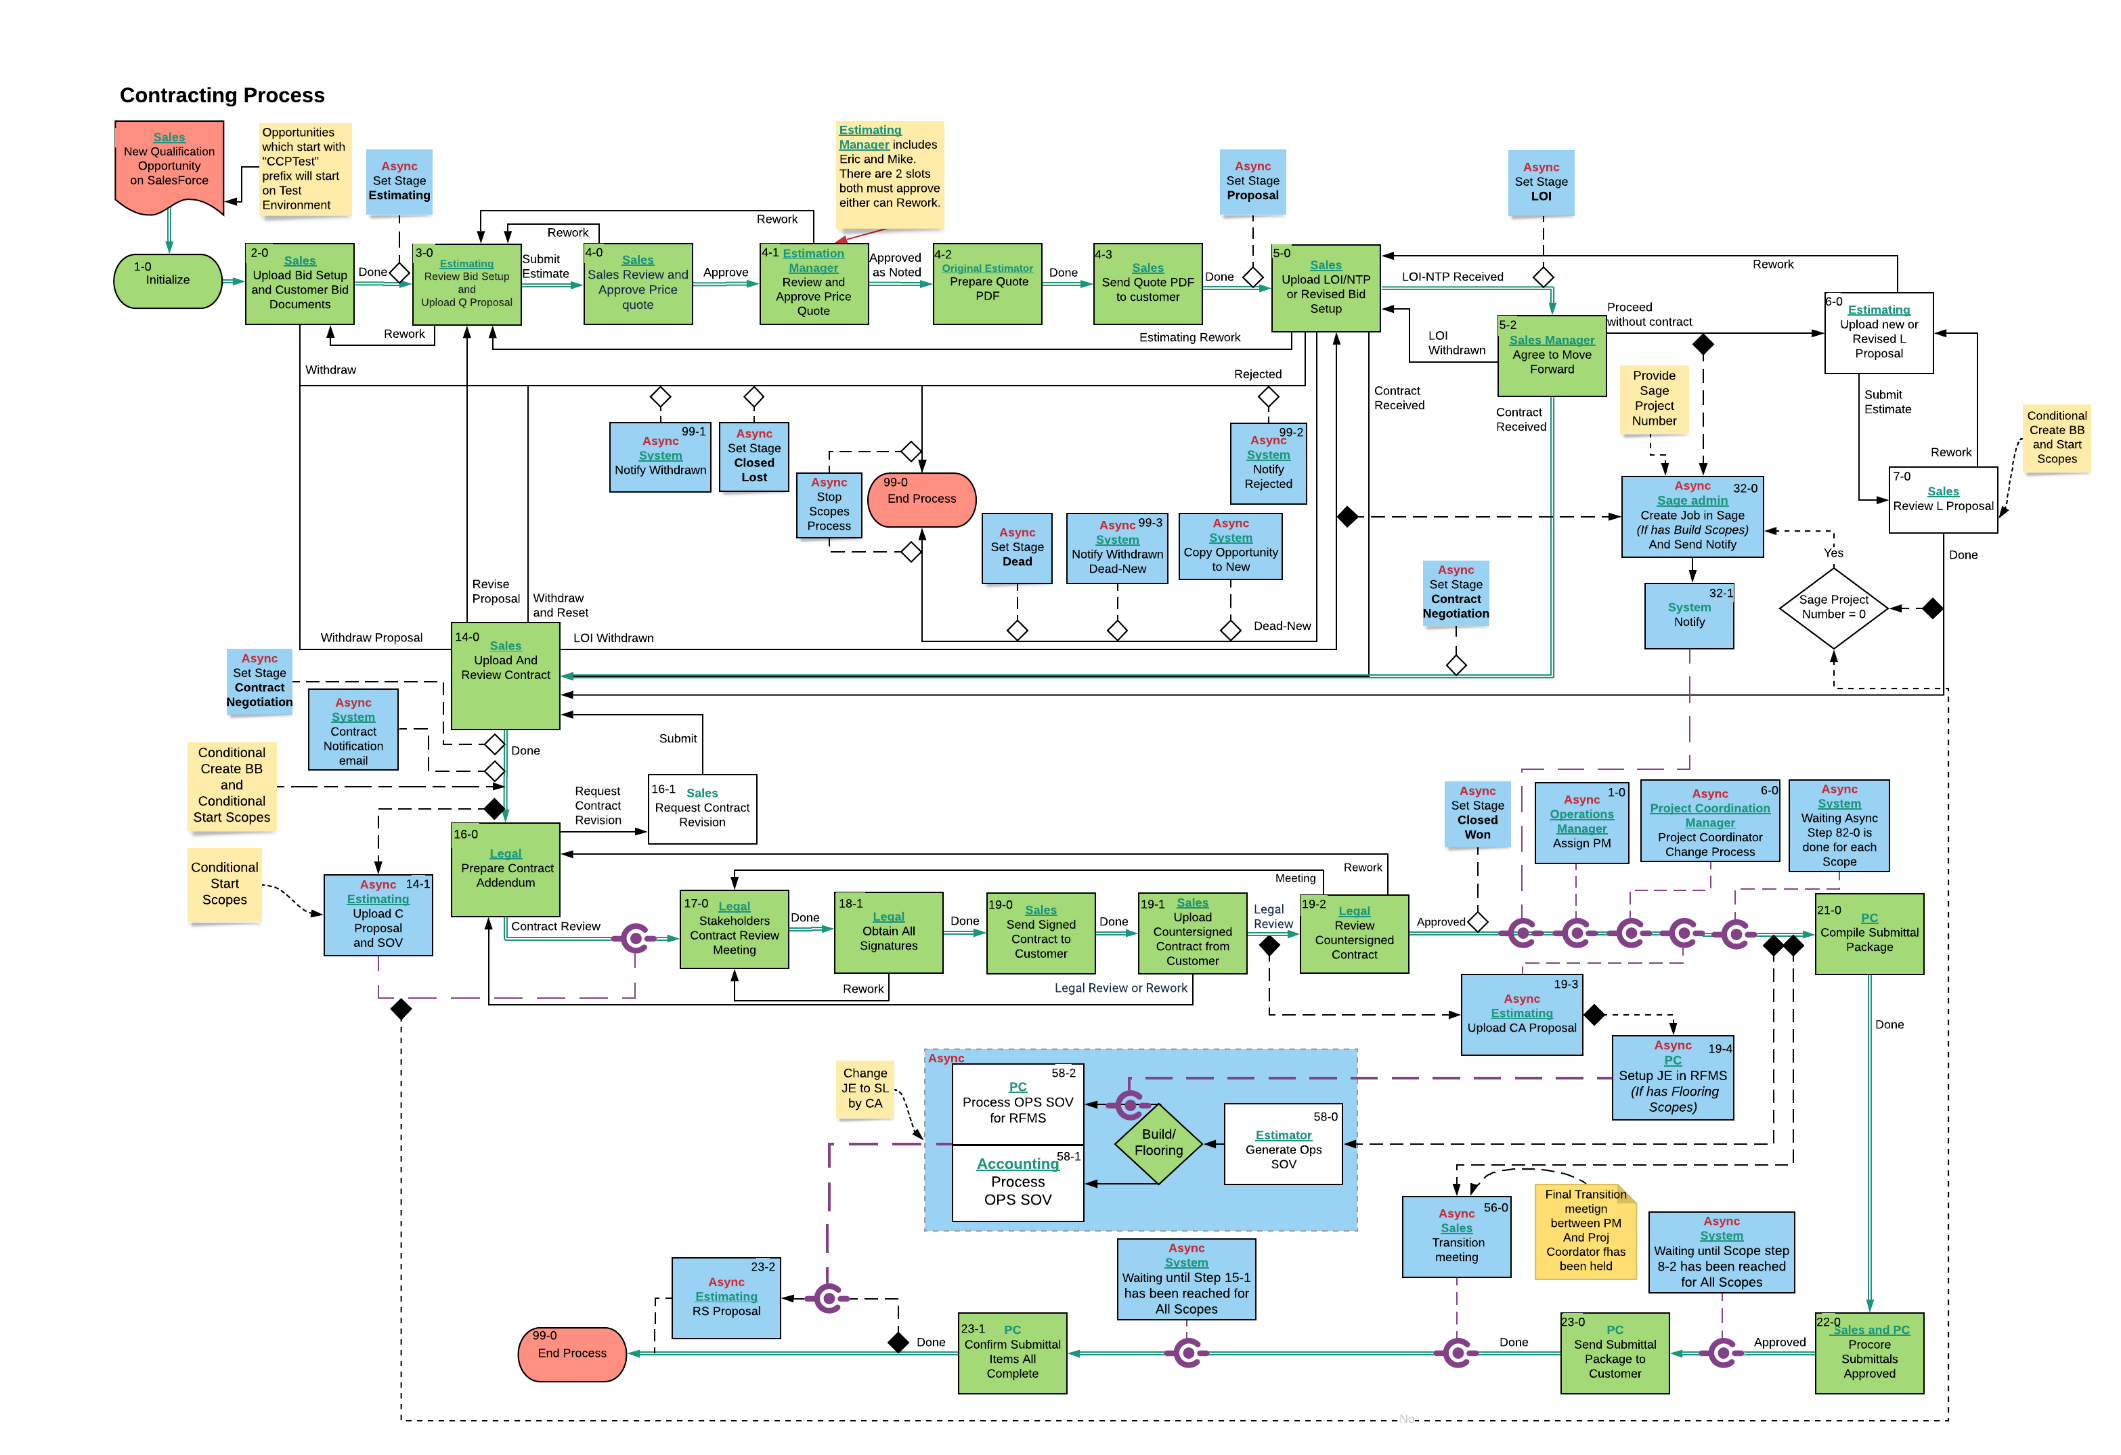 Contracting Process
Sales
New Qualification
Opportunity
on SalesForce
Opportunities
which start with
"CCPTest"
prefix will start
on Test
Environment
Async
Set Stage
Estimating
Estimating
Manager includes
Eric and Mike.
There are 2 slots
both must approve
either can Rework.
Async
Set Stage
Proposal
Async
Set Stage
LOI
1-0
Initialize
2-0
Sales
Upload Bid Setup
and Customer Bid
Documents
Done
3-0
Estimating
Review Bid Setup
and
Upload Q Proposal
Rework
Rework
Rework
Submit
Estimate
4-0
Sales
Sales Review and
Approve Price
quote
Approve
4-1
Estimation
Manager
Review and
Approve Price
Quote
Approved
as Noted
4-2
Original Estimator
Prepare Quote
PDF
Done
4-3
Sales
Send Quote PDF
to customer
Done
5-0
Sales
Upload LOI/NTP
or Revised Bid
Setup
LOI-NTP Received
Rework
5-2
Sales Manager
Agree to Move
Forward
LOI
Withdrawn
Proceed
without contract
6-0
Estimating
Upload new or
Revised L
Proposal
Estimating Rework
Withdraw
Rejected
Contract
Received
Contract
Received
Provide
Sage
Project
Number
Submit
Estimate
Rework
Conditional
Create BB
and Start
Scopes
7-0
Sales
Review L Proposal
Done
99-1
Async
System
Notify Withdrawn
Async
Set Stage
Closed
Lost
Async
Stop
Scopes
Process
99-0
End Process
99-2
Async
System
Notify
Rejected
Async
Set Stage
Dead
99-3
Async
System
Notify Withdrawn
Dead-New
Async
System
Copy Opportunity
to New
Dead-New
Async
32-0
Sage admin
Create Job in Sage
(If has Build Scopes)
And Send Notify
Yes
32-1
System
Notify
Sage Project
Number = 0
Async
Set Stage
Contract
Negotiation
Revise
Proposal
Withdraw
and Reset
Withdraw Proposal
LOI Withdrawn
14-0
Sales
Upload And
Review Contract
Async
Set Stage
Contract
Negotiation
Async
System
Contract
Notification
email
Conditional
Create BB
and
Conditional
Start Scopes
Done
Submit
Request
Contract
Revision
16-1
Sales
Request Contract
Revision
16-0
Legal
Prepare Contract
Addendum
Conditional
Start
Scopes
14-1
Async
Estimating
Upload C
Proposal
and SOV
Contract Review
17-0
Legal
Stakeholders
Contract Review
Meeting
Done
18-1
Legal
Obtain All
Signatures
Rework
Done
19-0
Sales
Send Signed
Contract to
Customer
Done
19-1
Sales
Upload
Countersigned
Contract from
Customer
Legal Review or Rework
Legal
Review
Meeting
Rework
19-2
Legal
Review
Countersigned
Contract
Approved
Async
Set Stage
Closed
Won
1-0
Async
Operations
Manager
Assign PM
6-0
Async
Project Coordination
Manager
Project Coordinator
Change Process
Async
System
Waiting Async
Step 82-0 is
done for each
Scope
21-0
PC
Compile Submittal
Package
Done
19-3
Async
Estimating
Upload CA Proposal
19-4
Async
PC
Setup JE in RFMS
(If has Flooring
Scopes)
Change
JE to SL
by CA
Async
58-2
PC
Process OPS SOV
for RFMS
58-1
Accounting
Process
OPS SOV
Build/
Flooring
58-0
Estimator
Generate Ops
SOV
56-0
Async
Sales
Transition
meeting
Final Transition
meetign
bertween PM
And Proj
Coordator fhas
been held
Async
System
Waiting until Scope step
8-2 has been reached
for All Scopes
Async
System
Waiting until Step 15-1
has been reached for
All Scopes
23-2
Async
Estimating
RS Proposal
99-0
End Process
Done
23-1
PC
Confirm Submittal
Items All
Complete
Done
23-0
PC
Send Submittal
Package to
Customer
Approved
22-0
Sales and PC
Procore
Submittals
Approved
No